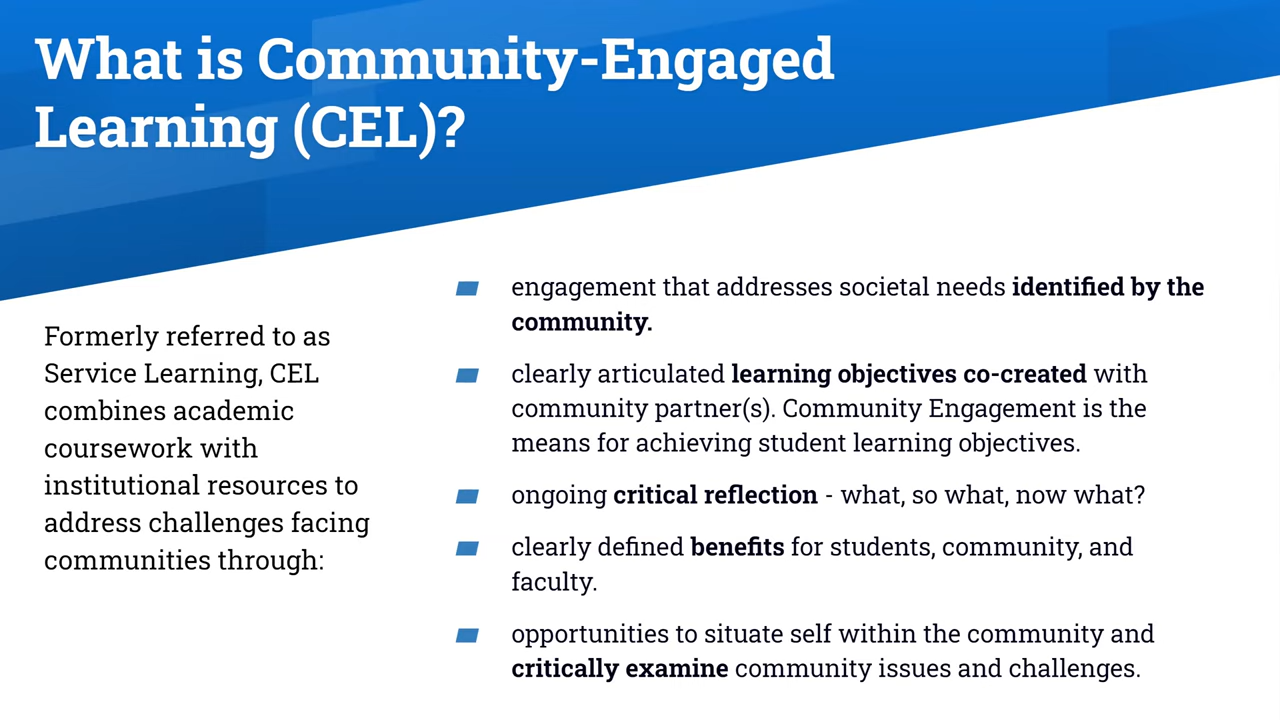 What is Community-Engaged
Learning (CEL)?
Formerly referred to as
Service Learning, CEL
combines academic
coursework with
institutional resources to
address challenges facing
communities through:
engagement that addresses societal needs identified by the
community.
clearly articulated learning objectives co-created with
community partner(s). Community Engagement is the
means for achieving student learning objectives.
ongoing critical reflection - what, so what, now what?
clearly defined benefits for students, community, and
faculty.
opportunities to situate self within the community and
critically examine community issues and challenges.